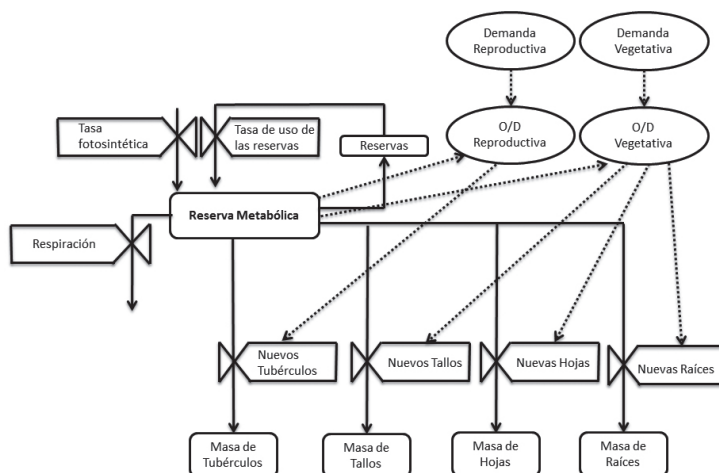 Demanda
Reproductiva
Demanda
Vegetativa
Tasa
fotosintética
Tasa de uso de
las reservas
Reservas
O/D
Reproductiva
O/D
Vegetativa
Reserva Metabólica
Respiración
Nuevos
Tubérculos
Nuevos Tallos
Nuevas Hojas
Nuevas Raíces
Masa de
Tubérculos
Masa de
Tallos
Masa de
Hojas
Masa de
Raíces